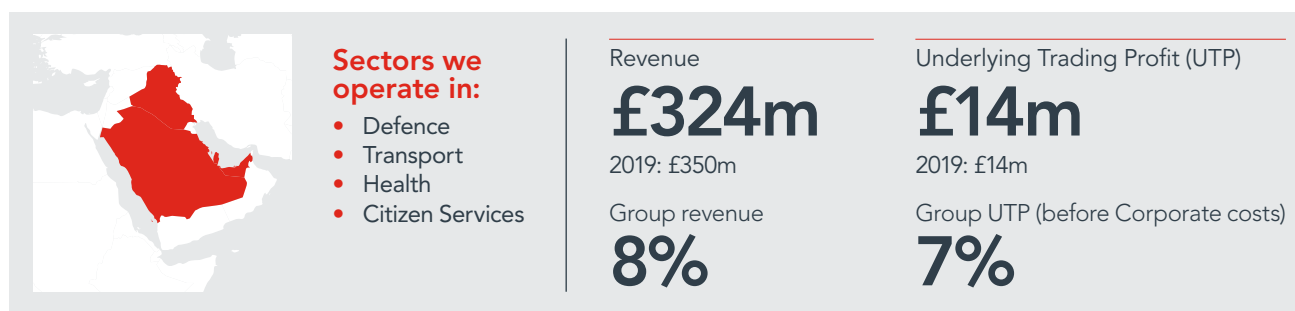 Sectors we
operate in:
• Defence
• Transport
• Health
• Citizen Services
Revenue
£324m
2019: £350m
Group revenue
8%
Underlying Trading Profit (UTP)
£14m
2019: £14m
Group UTP (before Corporate costs)
7%